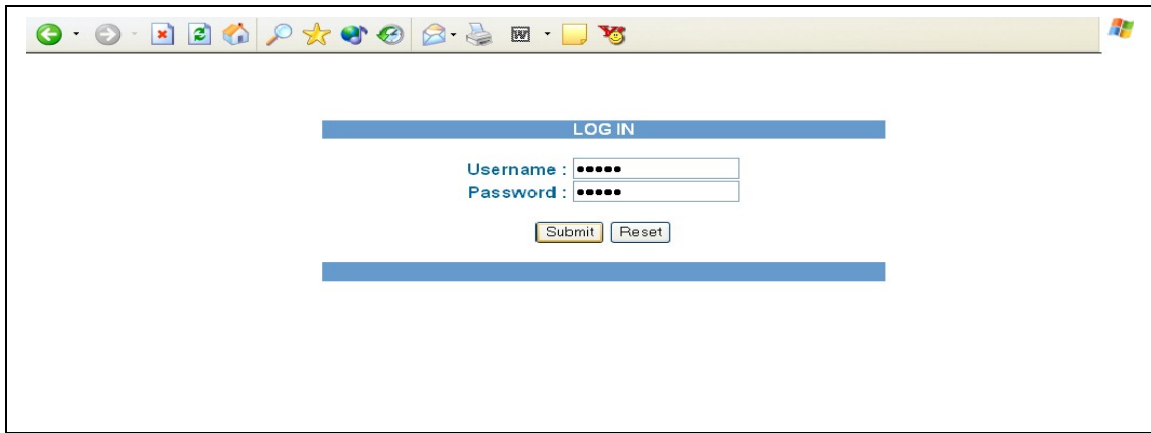 LOG IN
Username : •••••
Password : •••••
Submit Reset